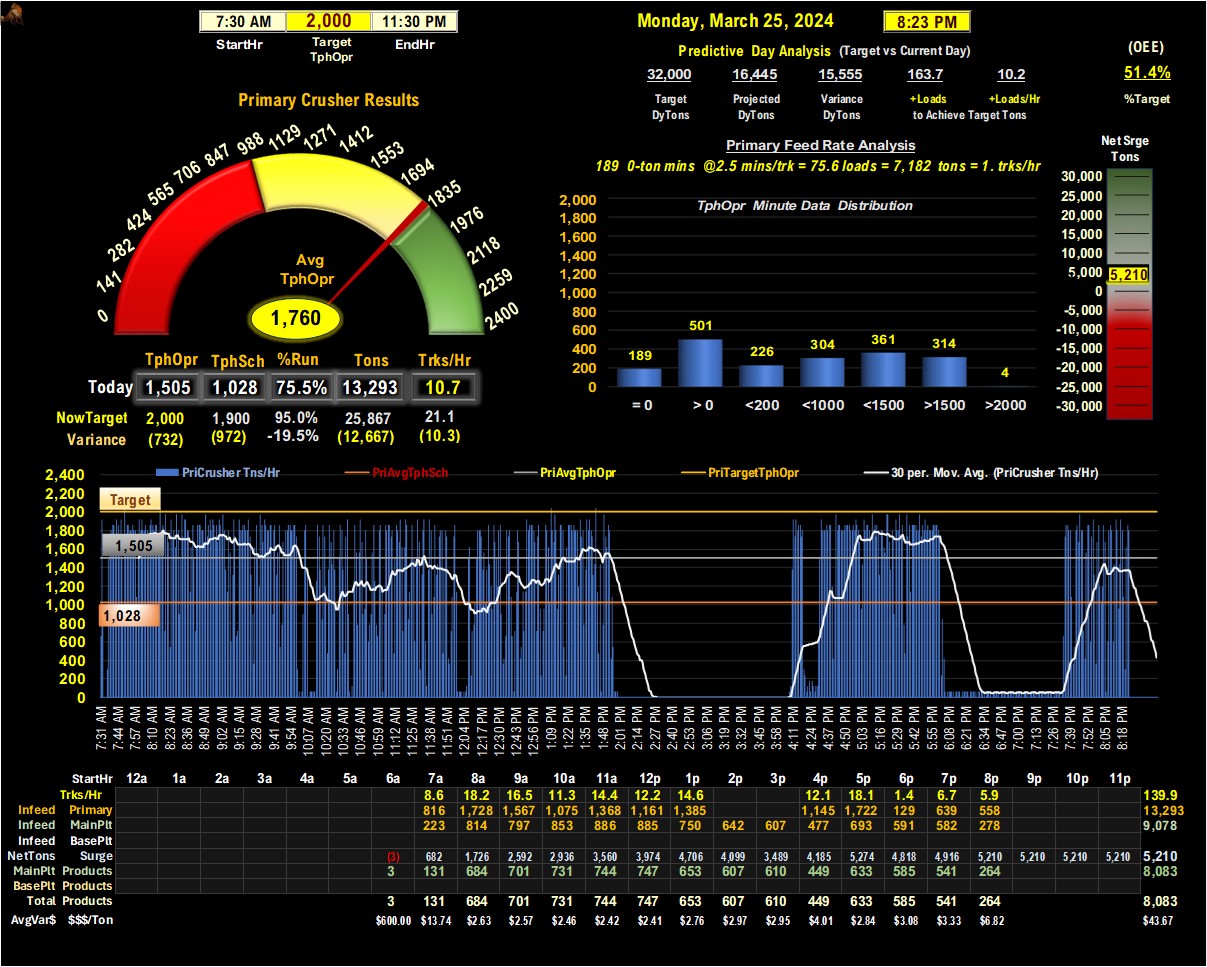 7:30 AM 2,000 11:30 PM
StartHr Target TphOpr EndHr
Monday, March 25, 2024 8:23 PM
Predictive Day Analysis (Target vs Current Day)
(OEE)
32,000 16,445 15,555 163.7 10.2 51.4%
Target DyTons Projected DyTons Variance DyTons +Loads +Loads/Hr to Achieve Target Tons %Target
Primary Crusher Results
0 141 282 424 565 706 847 988 1129 1271 1412 1553 1694 1835 1976 2118 2259 2400
Avg
TphOpr
1,760
TphOpr TphSch %Run Tons Trks/Hr
Today 1,505 1,028 75.5% 13,293 10.7
NowTarget 2,000 1,900 95.0% 25,867 21.1
Variance (732) (972) -19.5% (12,667) (10.3)
Primary Feed Rate Analysis
189 0-ton mins @2.5 mins/trk = 75.6 loads = 7,182 tons = 1. trks/hr
TphOpr Minute Data Distribution
2,000
1,800
1,600
1,400
1,200
1,000
800
600
400
200
0
189 501 226 304 361 314 4
= 0 > 0 <200 <1000 <1500 >1500 >2000
Net Srge
Tons
30,000
25,000
20,000
15,000
10,000
5,000
0
-5,000
-10,000
-15,000
-20,000
-25,000
-30,000
5,210
PriCrusher Tns/Hr PriAvgTphSch PriAvgTphOpr PriTargetTphOpr 30 per. Mov. Avg. (PriCrusher Tns/Hr)
2,400
2,200
2,000
1,800
1,600
1,400
1,200
1,000
800
600
400
200
0
Target
1,505
1,028
7:31 AM 7:44 AM 7:57 AM 8:10 AM 8:23 AM 8:36 AM 8:49 AM 9:02 AM 9:15 AM 9:28 AM 9:41 AM 9:54 AM 10:07 AM 10:20 AM 10:33 AM 10:46 AM 10:59 AM 11:12 AM 11:25 AM 11:38 AM 11:51 AM 12:04 PM 12:17 PM 12:30 PM 12:43 PM 12:56 PM 1:09 PM 1:22 PM 1:35 PM 1:48 PM 2:01 PM 2:14 PM 2:27 PM 2:40 PM 2:53 PM 3:06 PM 3:19 PM 3:32 PM 3:45 PM 3:58 PM 4:11 PM 4:24 PM 4:37 PM 4:50 PM 5:03 PM 5:16 PM 5:29 PM 5:42 PM 5:55 PM 6:08 PM 6:21 PM 6:34 PM 6:47 PM 7:00 PM 7:13 PM 7:26 PM 7:39 PM 7:52 PM 8:05 PM 8:18 PM
StartHr 12a 1a 2a 3a 4a 5a 6a 7a 8a 9a 10a 11a 12p 1p 2p 3p 4p 5p 6p 7p 8p 9p 10p 11p
Trks/Hr 8.6 18.2 16.5 11.3 14.4 12.2 14.6 12.1 18.1 1.4 6.7 5.9 139.9
Infeed Primary 816 1,728 1,567 1,075 1,368 1,161 1,385 1,145 1,722 129 639 558 13,293
Infeed MainPlt 223 814 797 853 886 885 750 642 607 477 693 591 582 278 9,078
Infeed BasePlt
NetTons Surge (3) 682 1,726 2,592 2,936 3,560 3,974 4,706 4,099 3,489 4,185 5,274 4,818 4,916 5,210 5,210 5,210 5,210 5,210
MainPlt Products 3 131 684 701 731 744 747 653 607 610 449 633 585 541 264 8,083
BasePlt Products
Total Products 3 131 684 701 731 744 747 653 607 610 449 633 585 541 264 8,083
AvgVar$ $$$/Ton $600.00 $13.74 $2.63 $2.57 $2.46 $2.42 $2.41 $2.76 $2.97 $2.95 $4.01 $2.84 $3.08 $3.33 $6.82 $43.67